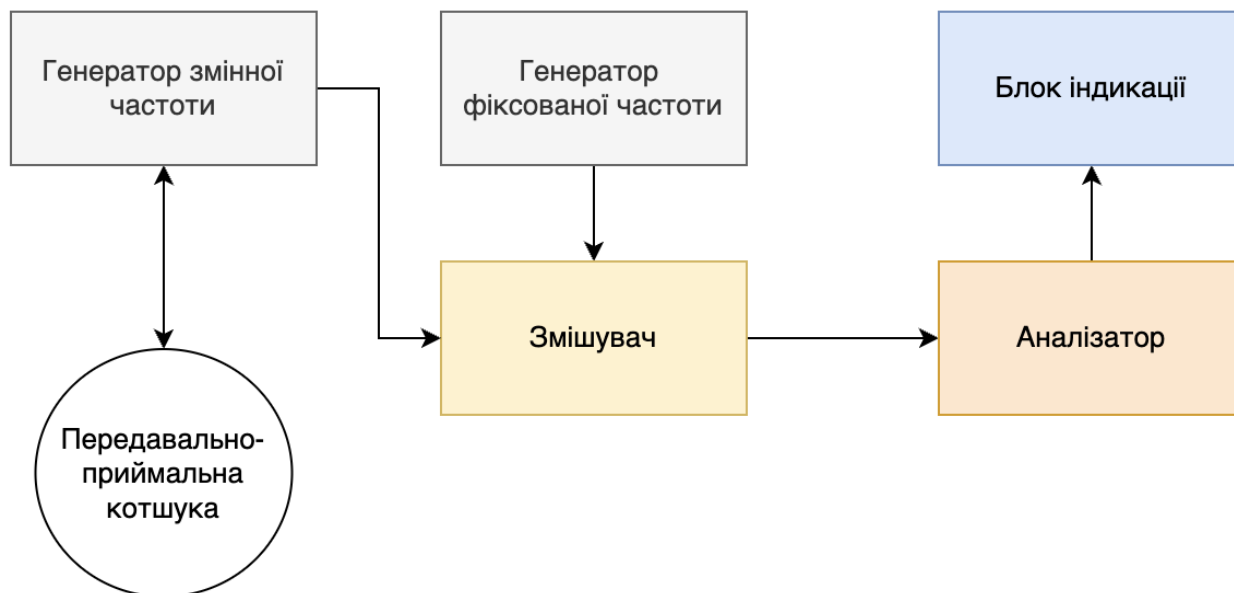 Генератор змінної
частоти
Генератор
фіксованої частоти
Блок індикації
Змішувач
Аналізатор
Передавально-
приймальна
котшука